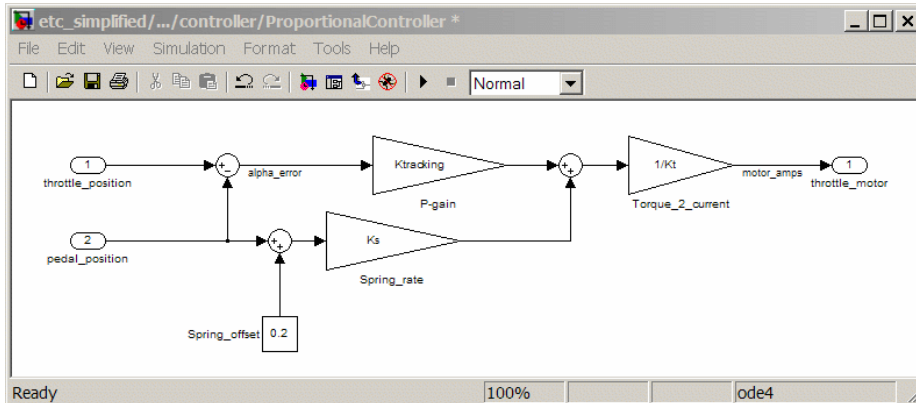 etc_simplified/.../controller/ProportionalController *
File Edit View Simulation Format Tools Help
Normal
1
throttle_position
+
−
alpha_error
Ktracking
P-gain
+
+
1/Kt
Torque_2_current
motor_amps
1
throttle_motor
2
pedal_position
+
+
Ks
Spring_rate
Spring_offset
0.2
Ready 100% ode4